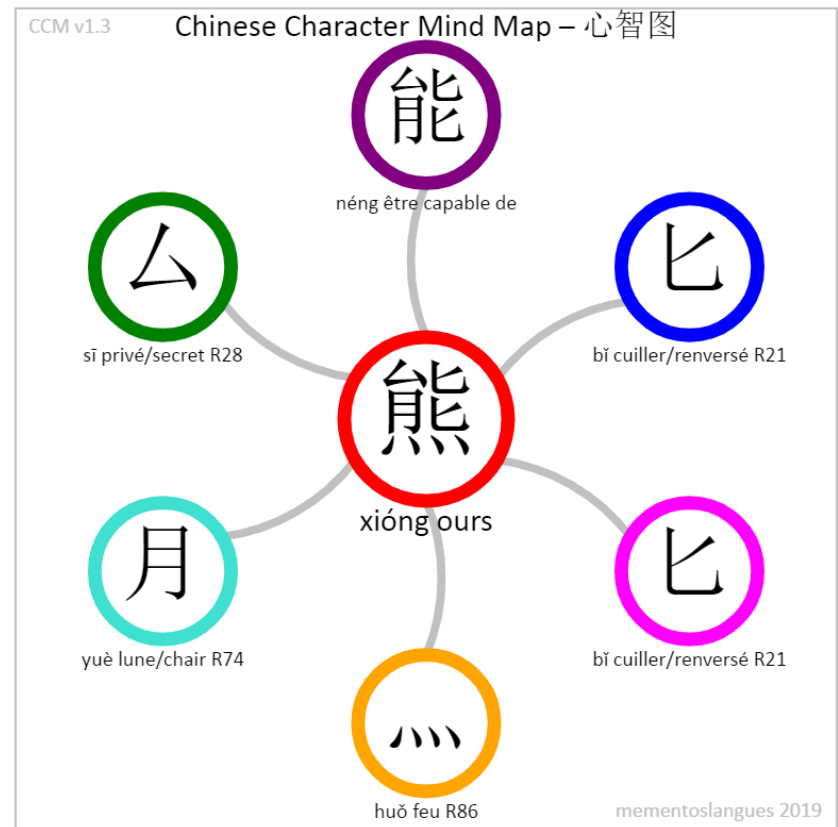 CCM v1.3
Chinese Character Mind Map – 心智图
能
néng être capable de
厶
sī privé/secret R28
匕
bǐ cuiller/renversé R21
熊
xióng ours
月
yuè lune/chair R74
匕
bǐ cuiller/renversé R21
灬
huǒ feu R86
mementoslangues 2019